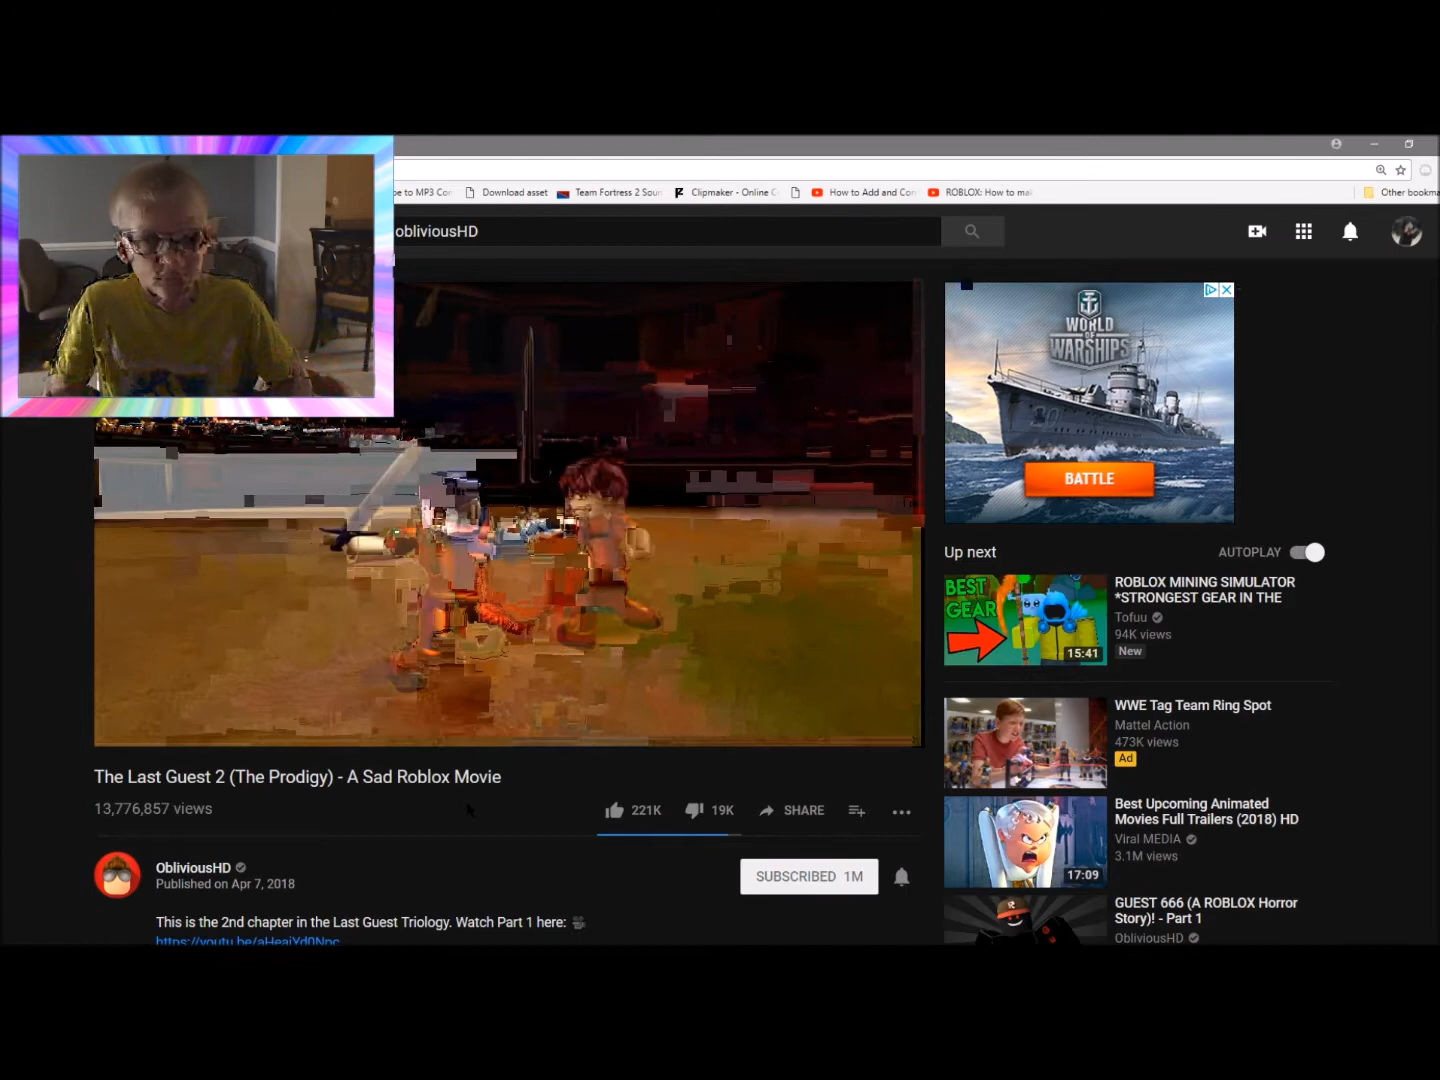 pe to MP3 Con
Download asset
Team Fortress 2 Soun
Clipmaker - Online C
How to Add and Con
ROBLOX: How to ma
Other bookma
obliviousHD
WORLD
OF
WARSHIPS
BATTLE
Up next
AUTOPLAY
BEST
GEAR
15:41
ROBLOX MINING SIMULATOR
*STRONGEST GEAR IN THE
Tofuu
94K views
New
WWE Tag Team Ring Spot
Mattel Action
473K views
Ad
17:09
Best Upcoming Animated
Movies Full Trailers (2018) HD
Viral MEDIA
3.1M views
GUEST 666 (A ROBLOX Horror
Story)! - Part 1
ObliviousHD
The Last Guest 2 (The Prodigy) - A Sad Roblox Movie
13,776,857 views
221K
19K
SHARE
ObliviousHD
Published on Apr 7, 2018
SUBSCRIBED 1M
This is the 2nd chapter in the Last Guest Triology. Watch Part 1 here: